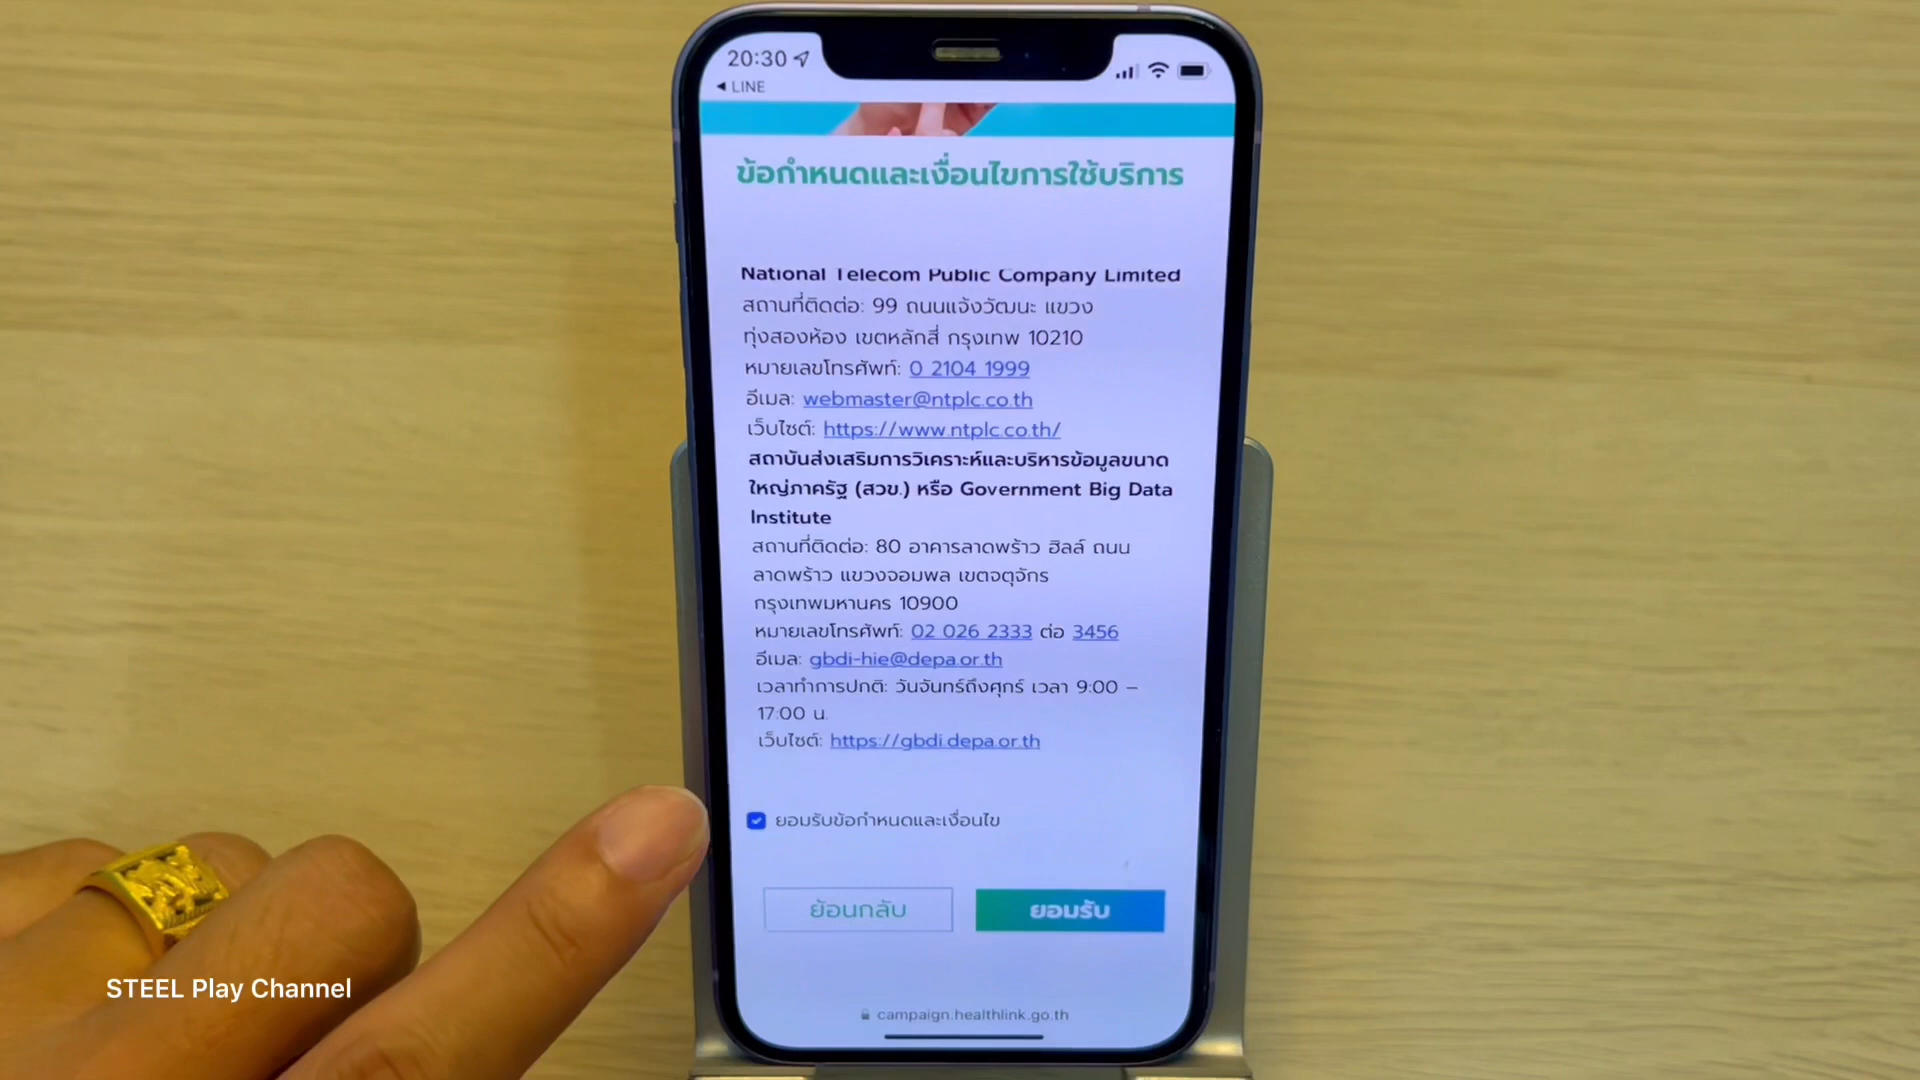 20:30
◄ LINE
ข้อกำหนดและเงื่อนไขการใช้บริการ
National Telecom Public Company Limited
สถานที่ติดต่อ: 99 ถนนแจ้งวัฒนะ แขวง
ทุ่งสองห้อง เขตหลักสี่ กรุงเทพ 10210
หมายเลขโทรศัพท์: 0 2104 1999
อีเมล: webmaster@ntplc.co.th
เว็บไซต์: https://www.ntplc.co.th/
สถาบันส่งเสริมการวิเคราะห์และบริหารข้อมูลขนาด
ใหญ่ภาครัฐ (สวข.) หรือ Government Big Data
Institute
สถานที่ติดต่อ: 80 อาคารลาดพร้าว ฮิลล์ ถนน
ลาดพร้าว แขวงจอมพล เขตจตุจักร
กรุงเทพมหานคร 10900
หมายเลขโทรศัพท์: 02 026 2333 ต่อ 3456
อีเมล: gbdi-hie@depa.or.th
เวลาทำการปกติ: วันจันทร์ถึงศุกร์ เวลา 9:00 –
17:00 น.
เว็บไซต์: https://gbdi.depa.or.th
ยอมรับข้อกำหนดและเงื่อนไข
ย้อนกลับ ยอมรับ
campaign.healthlink.go.th
STEEL Play Channel